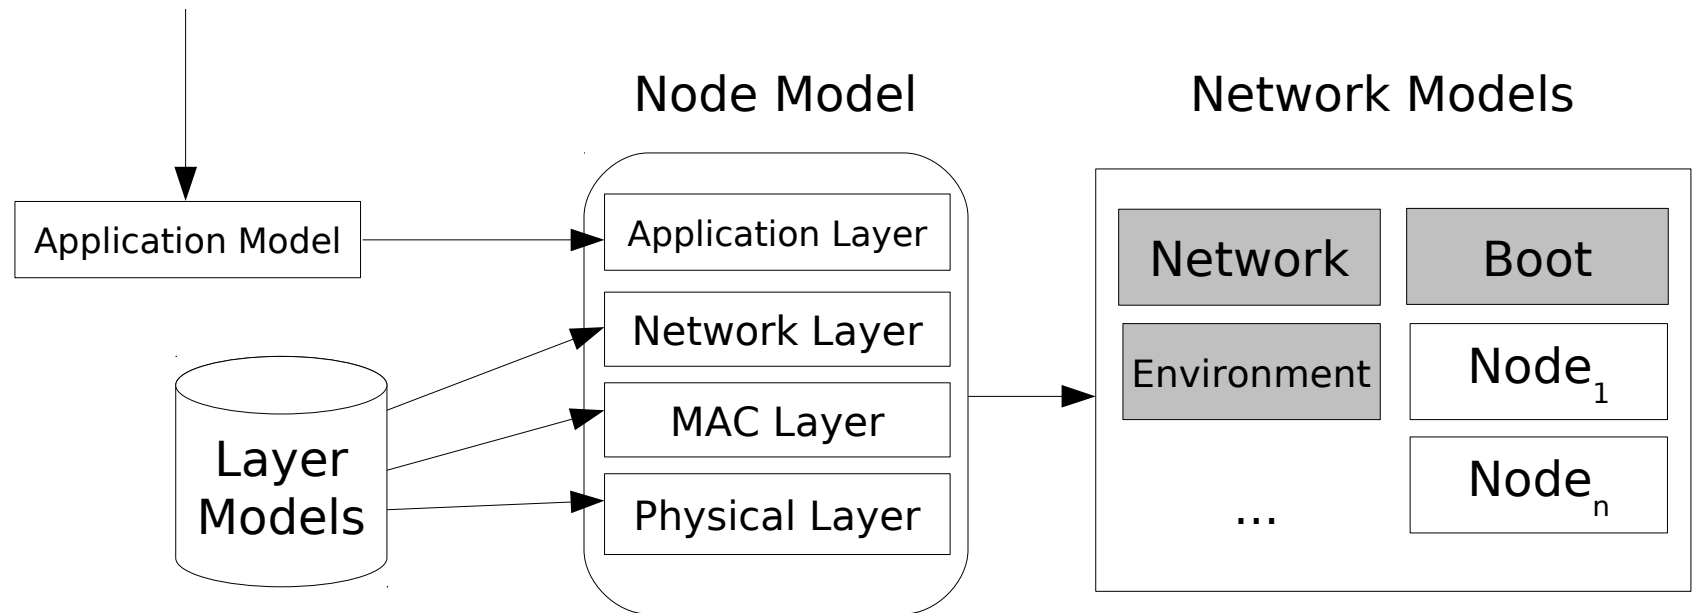 Node Model
Network Models
Application Model
Application Layer
Network Layer
MAC Layer
Physical Layer
Layer
Models
Network
Boot
Environment
Node1
Noden
...